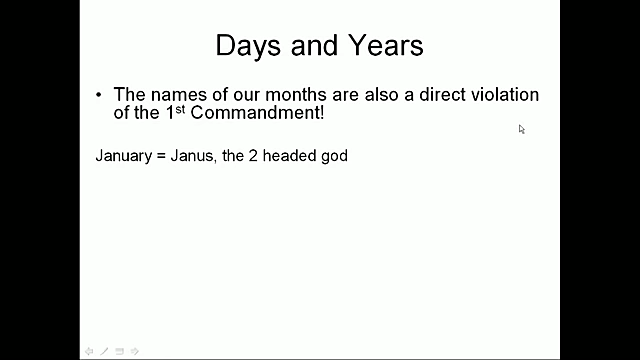 Days and Years
• The names of our months are also a direct violation
of the 1st Commandment!
January = Janus, the 2 headed god